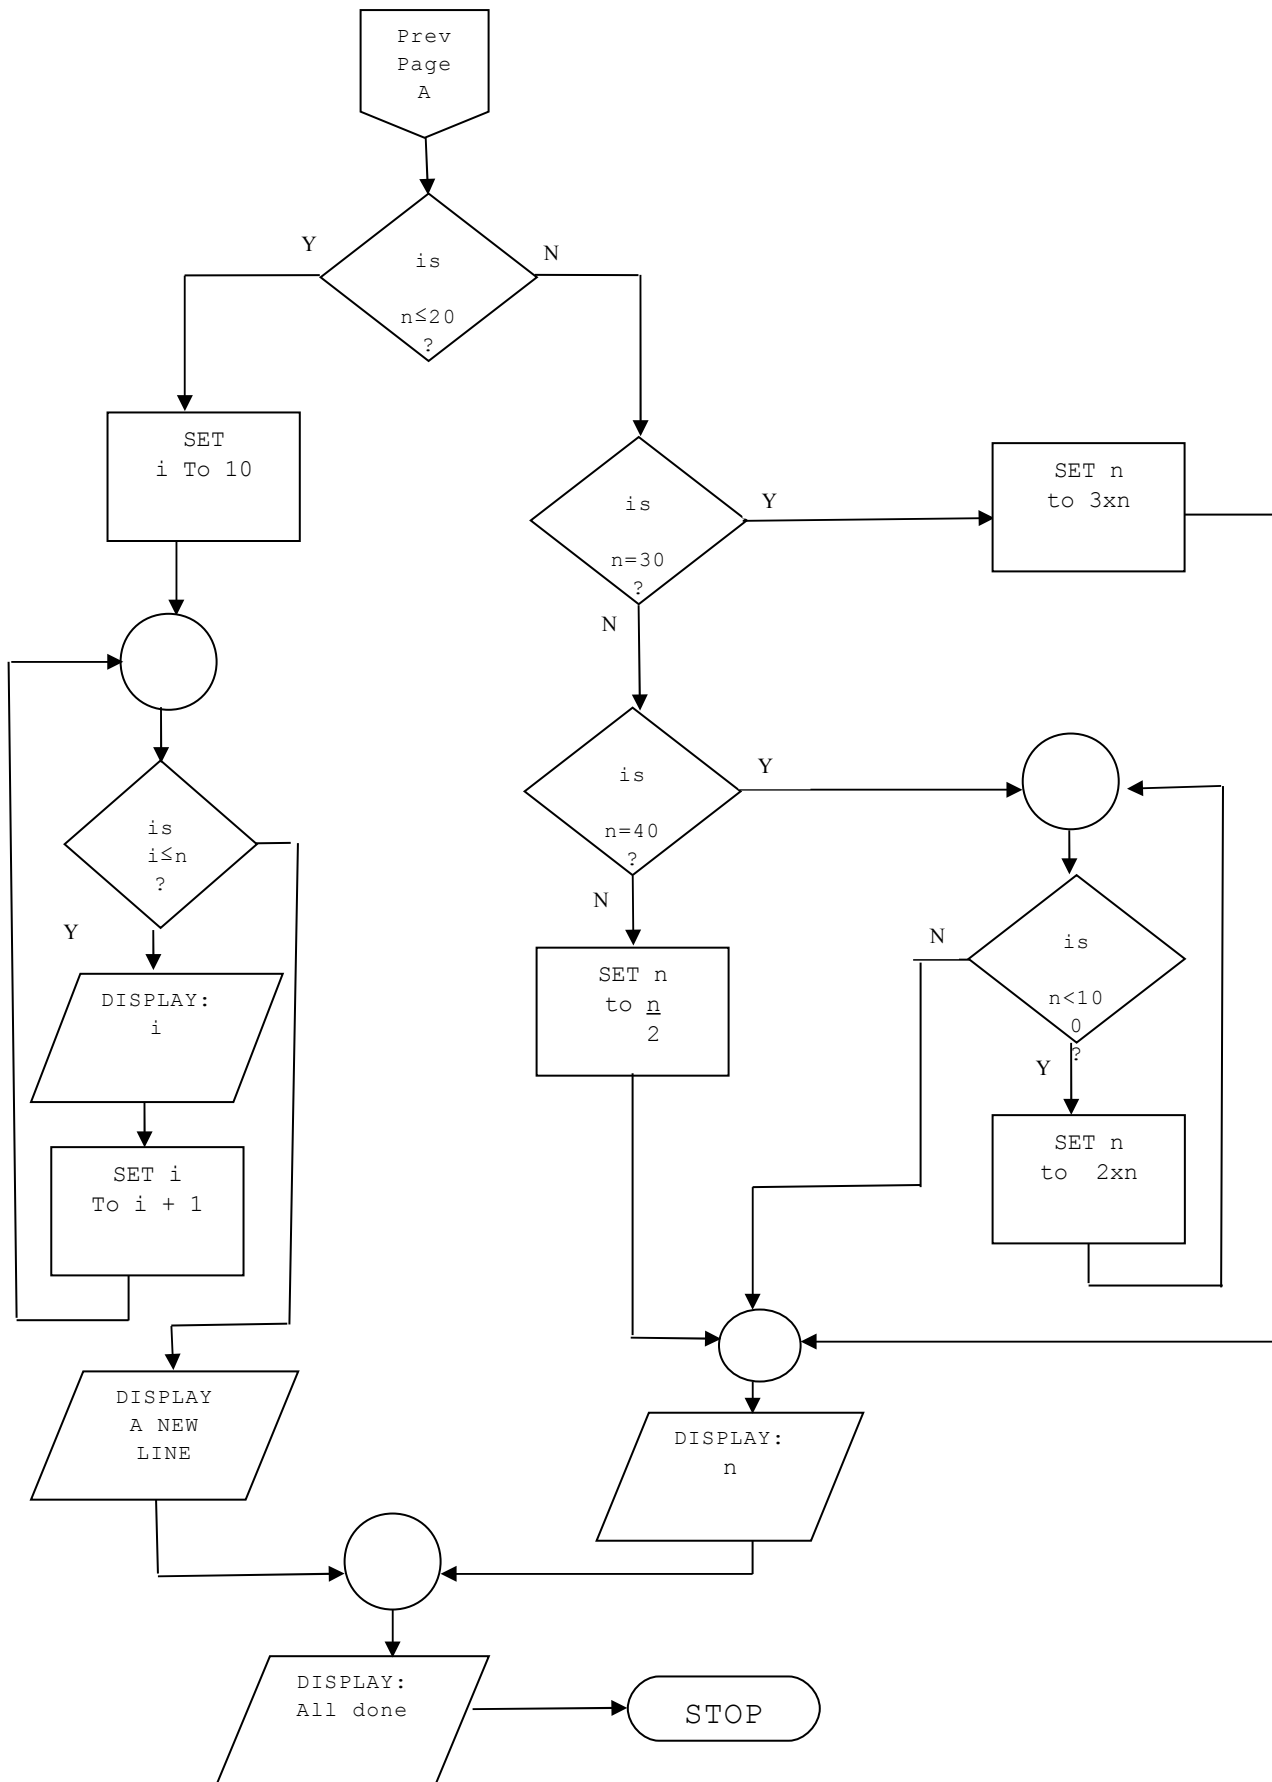 Prev
Page
A
Y
N
is
n≤20
?
SET
i To 10
is
n=30
?
Y
N
SET n
to 3xn
is
n=40
?
Y
N
is
i≤n
?
Y
DISPLAY:
i
SET i
To i + 1
SET n
to n
2
N
is
n<10
0
?
Y
SET n
to 2xn
DISPLAY
A NEW
LINE
DISPLAY:
n
DISPLAY:
All done
STOP